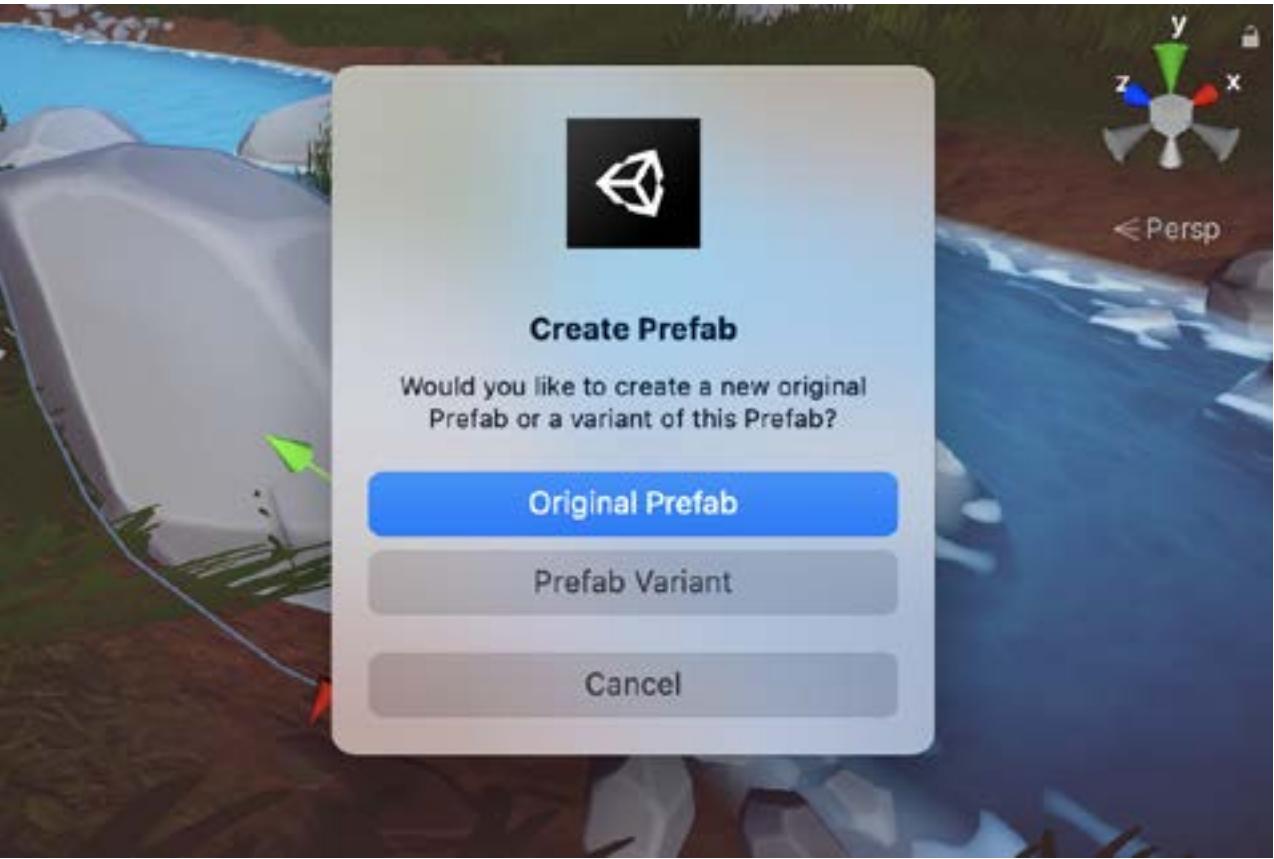 y
z
x
< Persp
Create Prefab
Would you like to create a new original
Prefab or a variant of this Prefab?
Original Prefab
Prefab Variant
Cancel